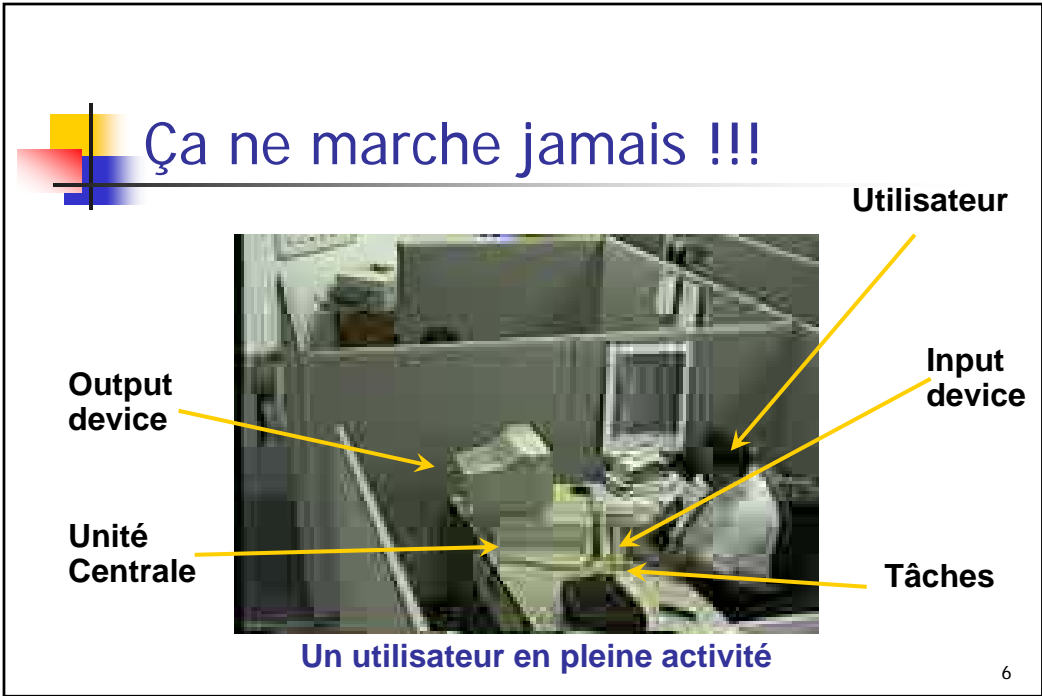 Ça ne marche jamais !!!
Utilisateur
Output
device
Input
device
Unité
Centrale
Tâches
Un utilisateur en pleine activité
6